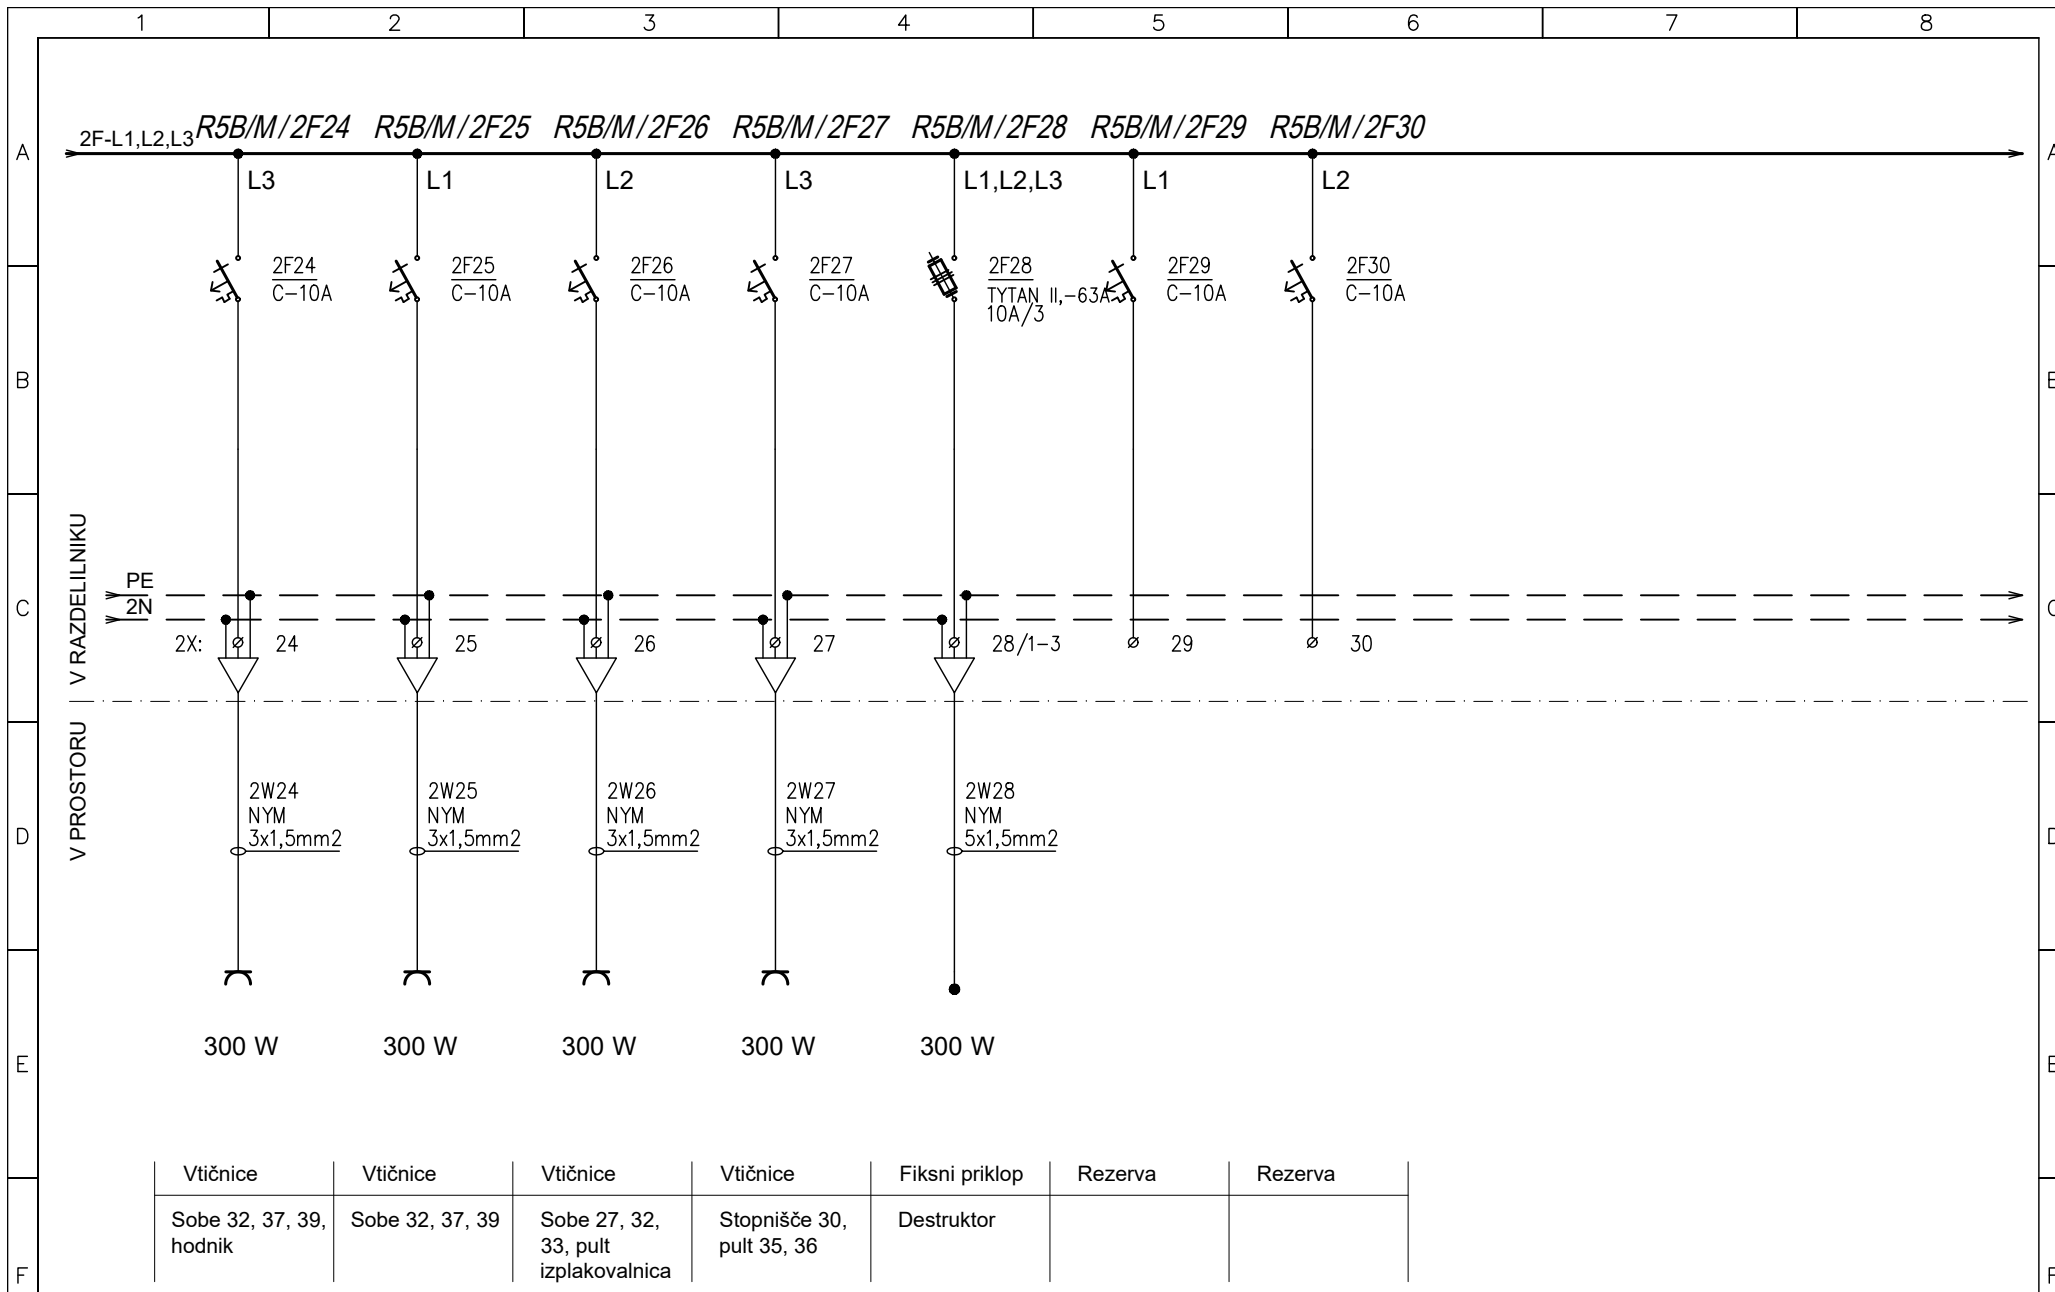 1 2 3 4 5 6 7 8
R5B/M/2F24 R5B/M/2F25 R5B/M/2F26 R5B/M/2F27 R5B/M/2F28 R5B/M/2F29 R5B/M/2F30
2F-L1,L2,L3
A
L3 L1 L2 L3 L1,L2,L3 L1 L2
2F24 2F25 2F26 2F27 2F28 2F29 2F30
C-10A C-10A C-10A C-10A TYTAN II,-63A C-10A C-10A
10A/3
B
V RAZDELILNIKU
PE
2N
C
2X: 24 25 26 27 28/1-3 29 30
V PROSTORU
2W24 2W25 2W26 2W27 2W28
NYM NYM NYM NYM NYM
3x1,5mm2 3x1,5mm2 3x1,5mm2 3x1,5mm2 5x1,5mm2
D
300 W 300 W 300 W 300 W 300 W
E
Vtičnice Vtičnice Vtičnice Vtičnice Fiksni priklop Rezerva Rezerva
Sobe 32, 37, 39, Sobe 32, 37, 39 Sobe 27, 32, Stopnišče 30, Destruktor
hodnik 33, pult pult 35, 36
izplakovalnica
F